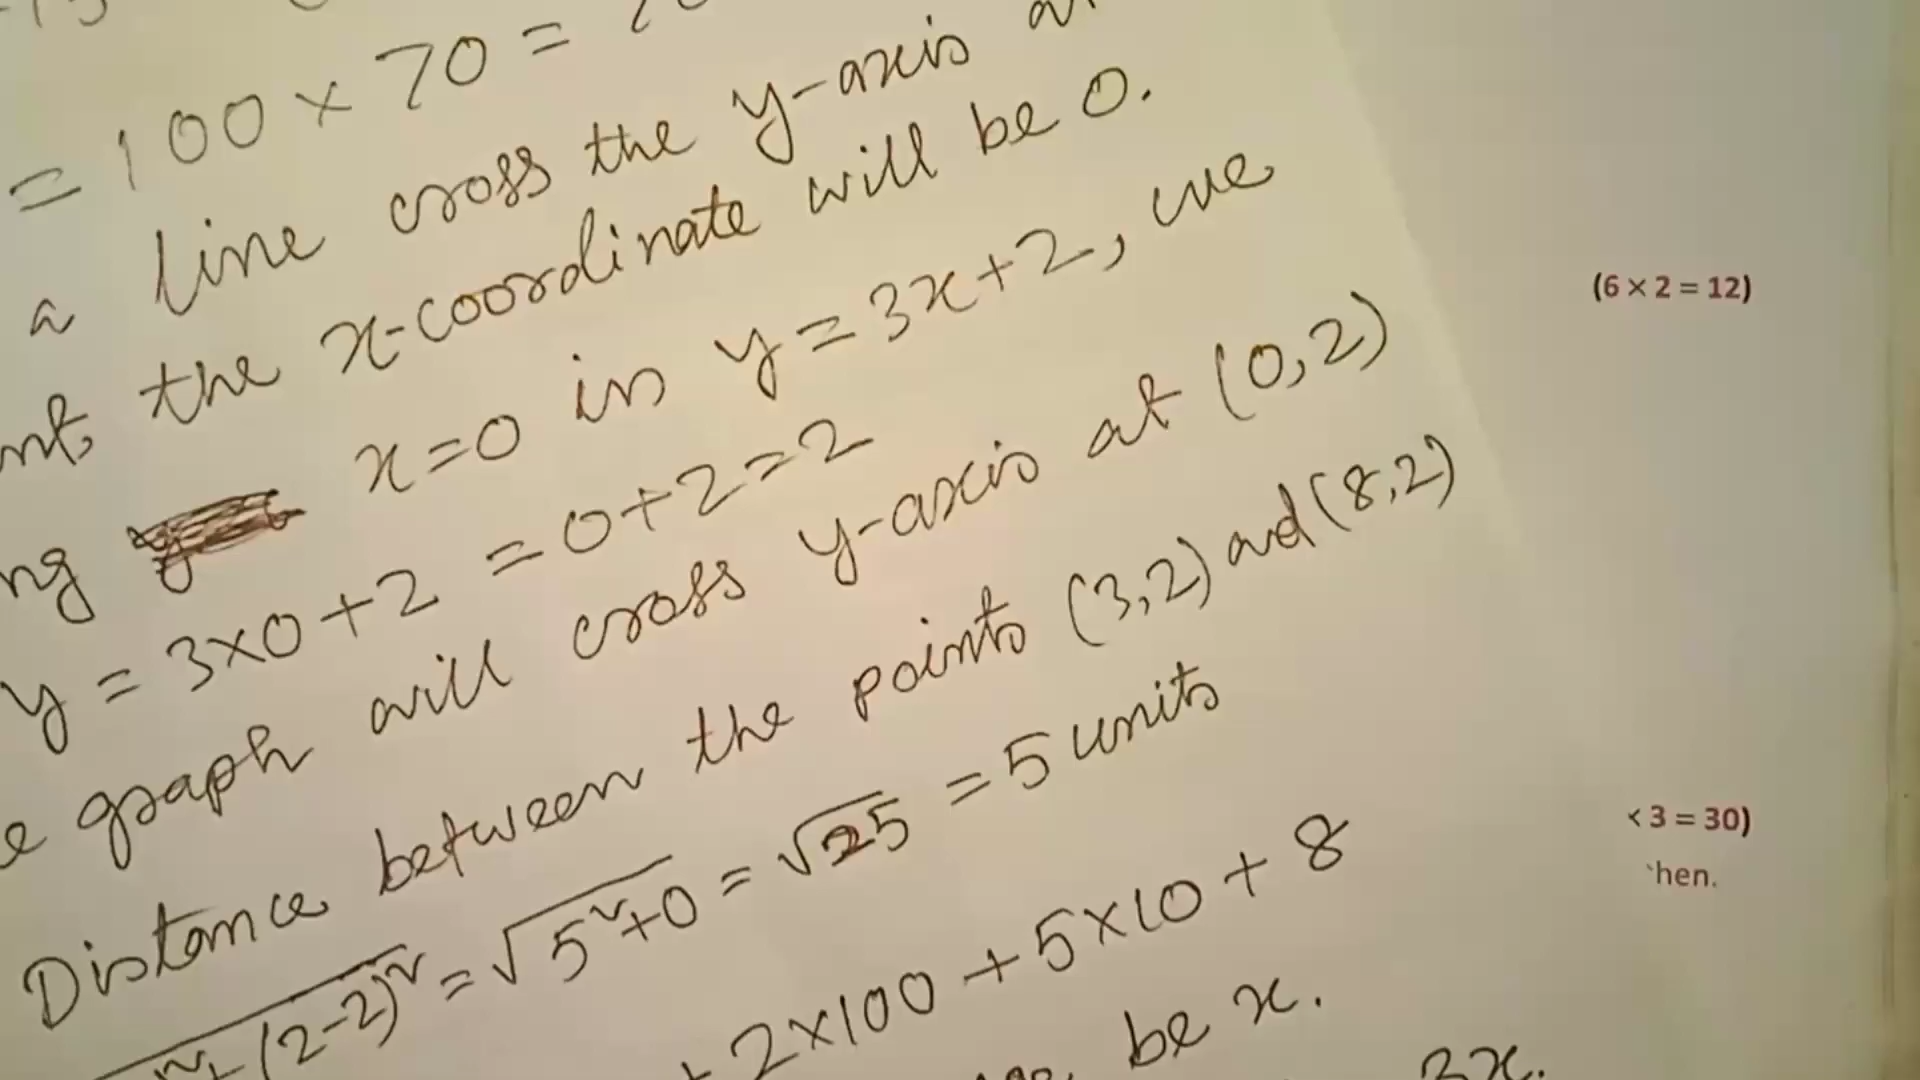 = 100 × 70 =
a line cross the y-axis
the x-coordinate will be 0.
x=0 in y = 3x+2, we
y = 3×0+2 = 0+2=2
graph will cross y-axis at (0,2)
Distance between the points (3,2) and (8,2)
(2-2)² = √5²+0 = √25 = 5 units
2×100 + 5×10 + 8
be x.
3x.
(6 × 2 = 12)
< 3 = 30)
hen.